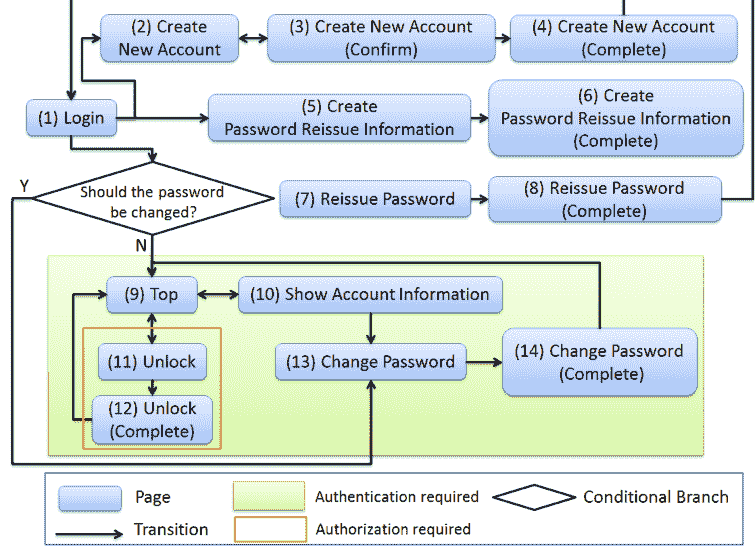 (2) Create
New Account
(3) Create New Account
(Confirm)
(4) Create New Account
(Complete)
(1) Login
(5) Create
Password Reissue Information
(6) Create
Password Reissue Information
(Complete)
Y
Should the password
be changed?
(7) Reissue Password
(8) Reissue Password
(Complete)
N
(9) Top
(10) Show Account Information
(11) Unlock
(13) Change Password
(14) Change Password
(Complete)
(12) Unlock
(Complete)
Page
Authentication required
Conditional Branch
Transition
Authorization required